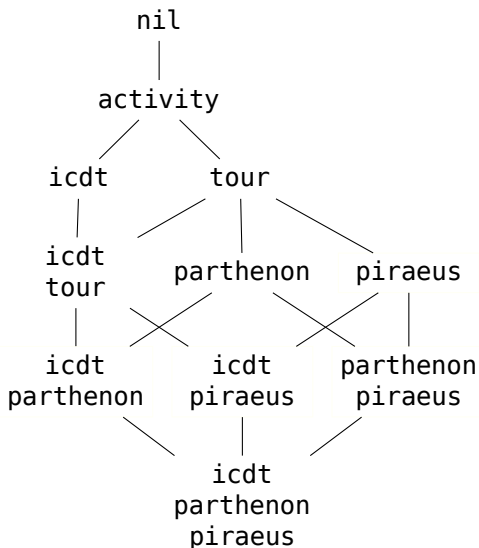 nil
activity
icdt
tour
icdt
tour
parthenon
piraeus
icdt
parthenon
icdt
piraeus
parthenon
piraeus
icdt
parthenon
piraeus